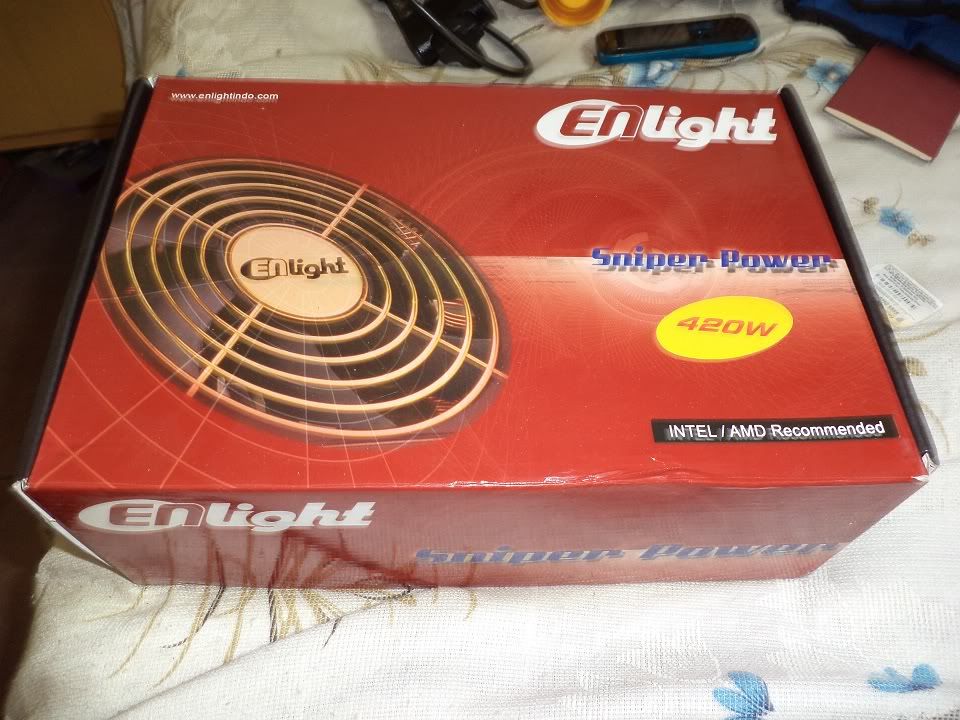 www.enlightindo.com
Enlight
Enlight
Sniper Power
420W
INTEL / AMD Recommended
Enlight
Sniper Power